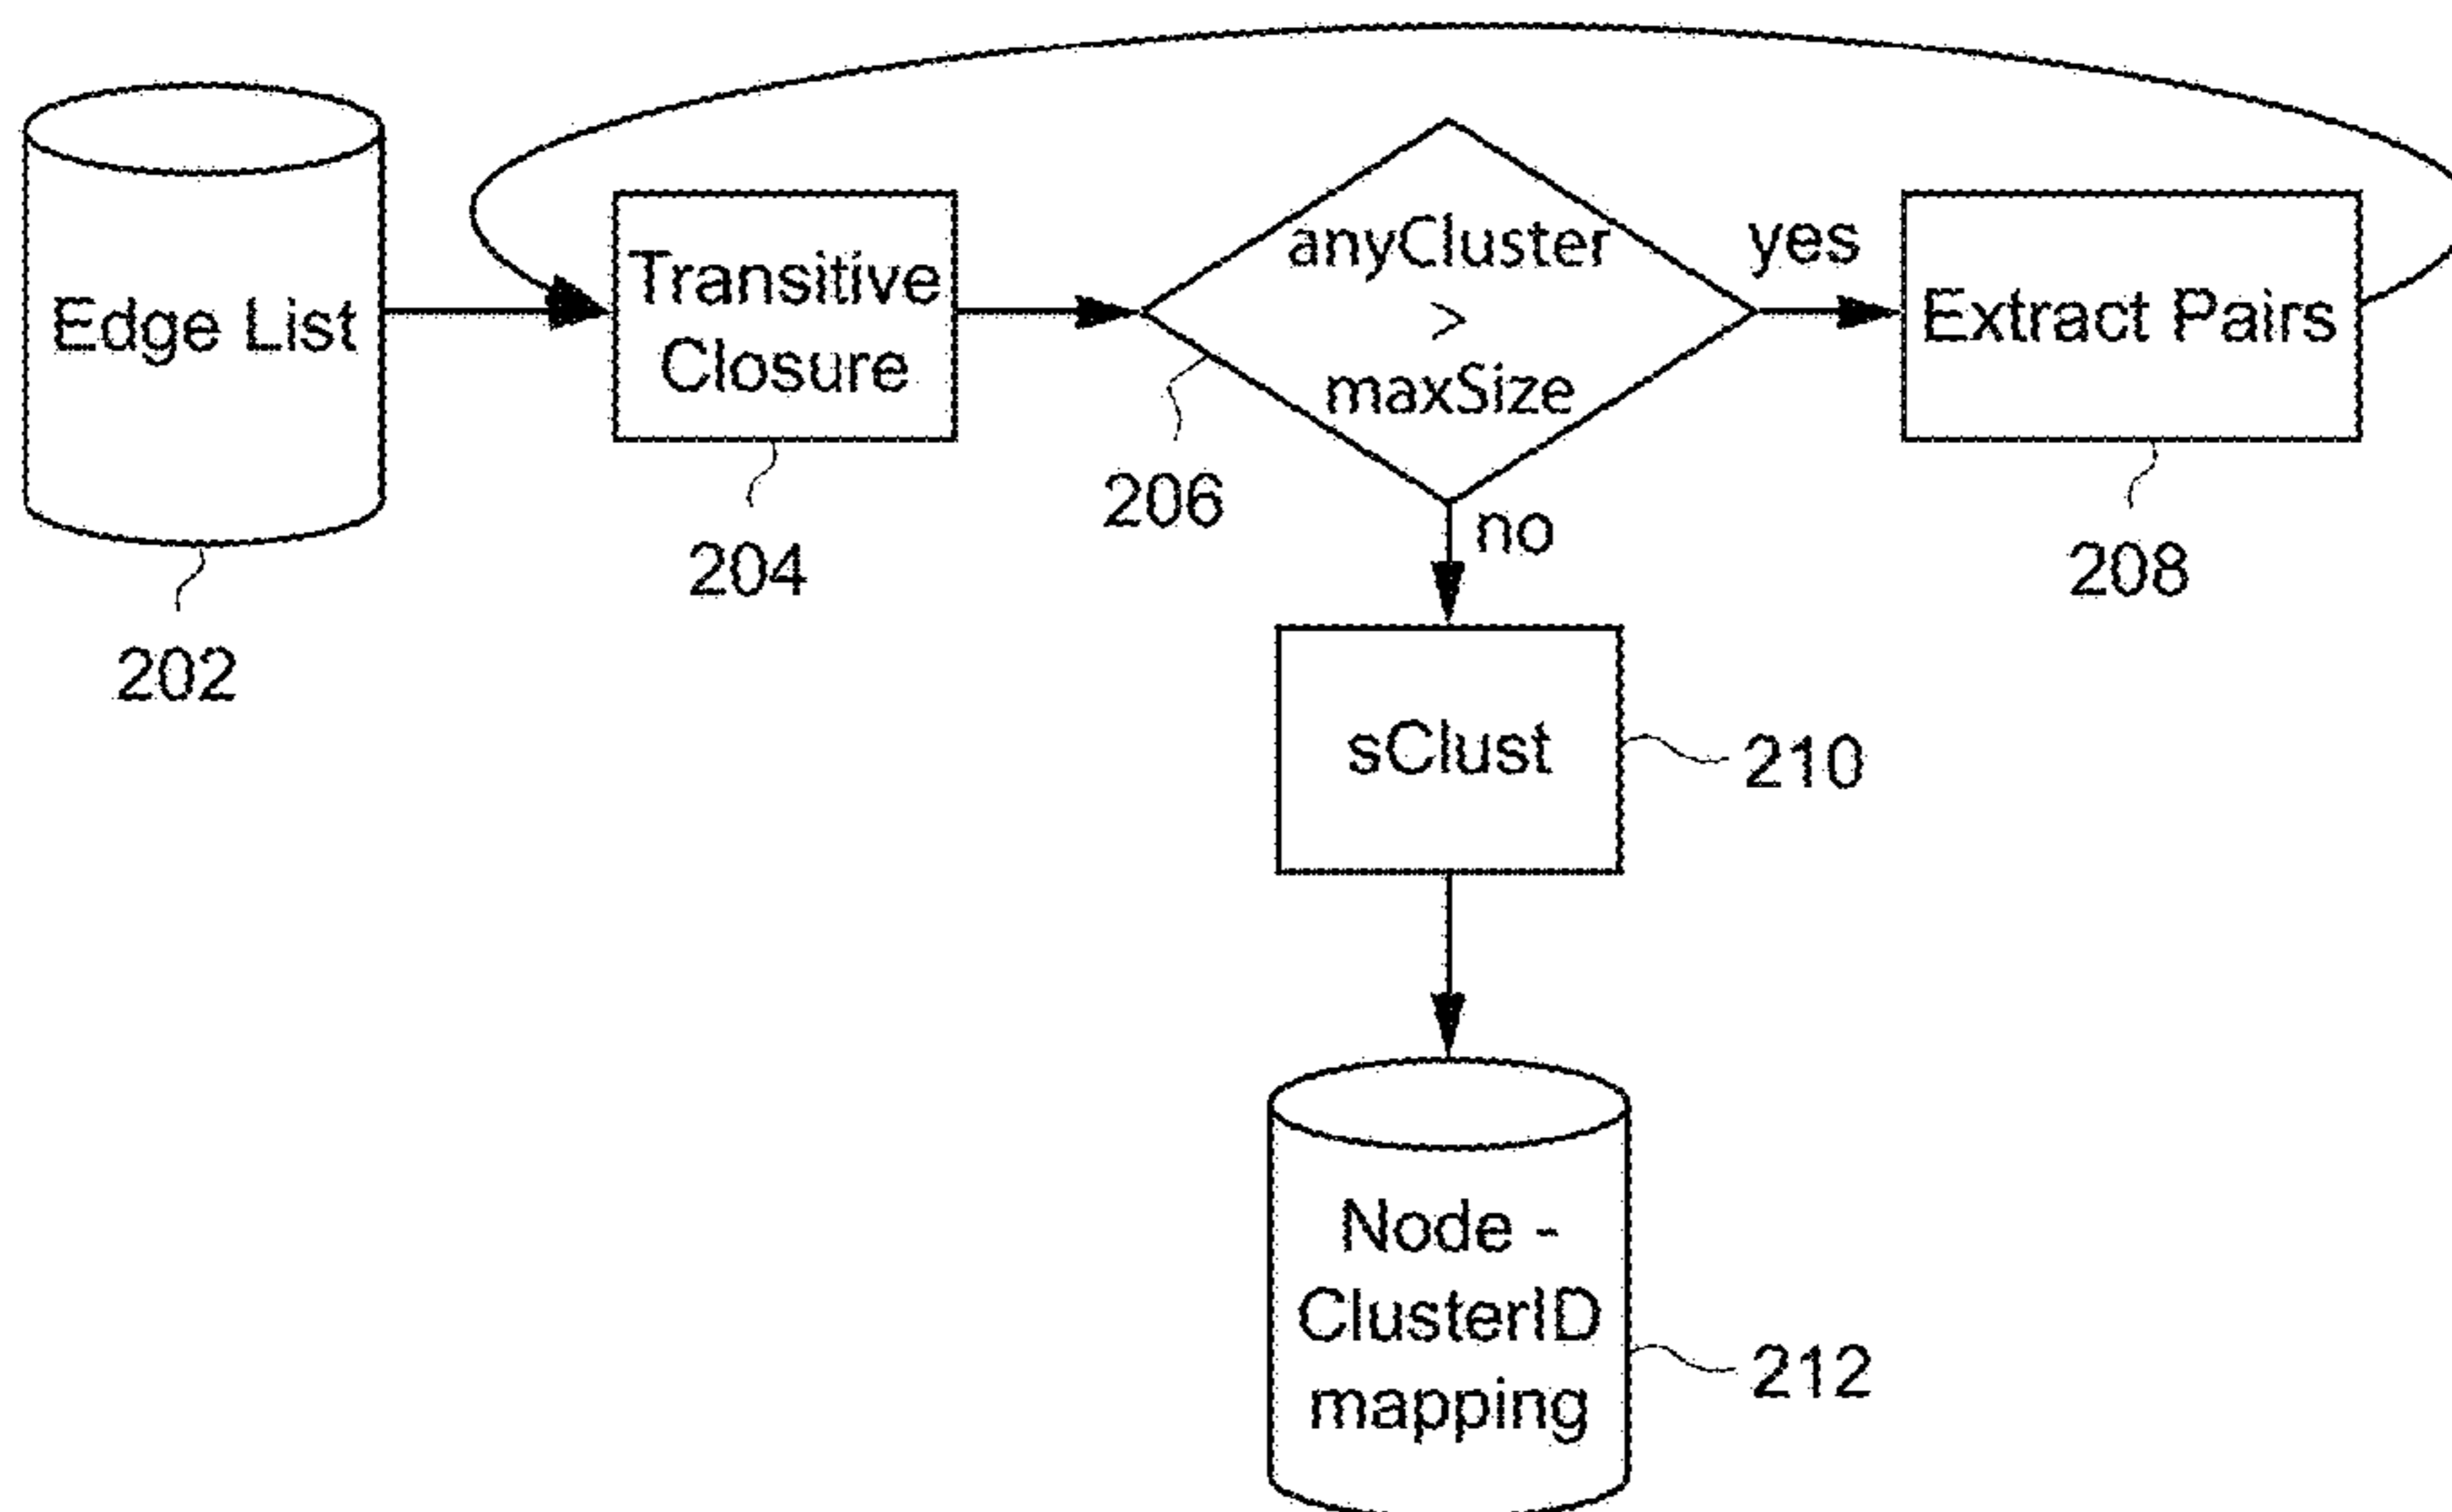 Edge List
202
Transitive
Closure
204
anyCluster
>
maxSize
206
yes
Extract Pairs
208
no
sClust
210
Node -
ClusterID
mapping
212